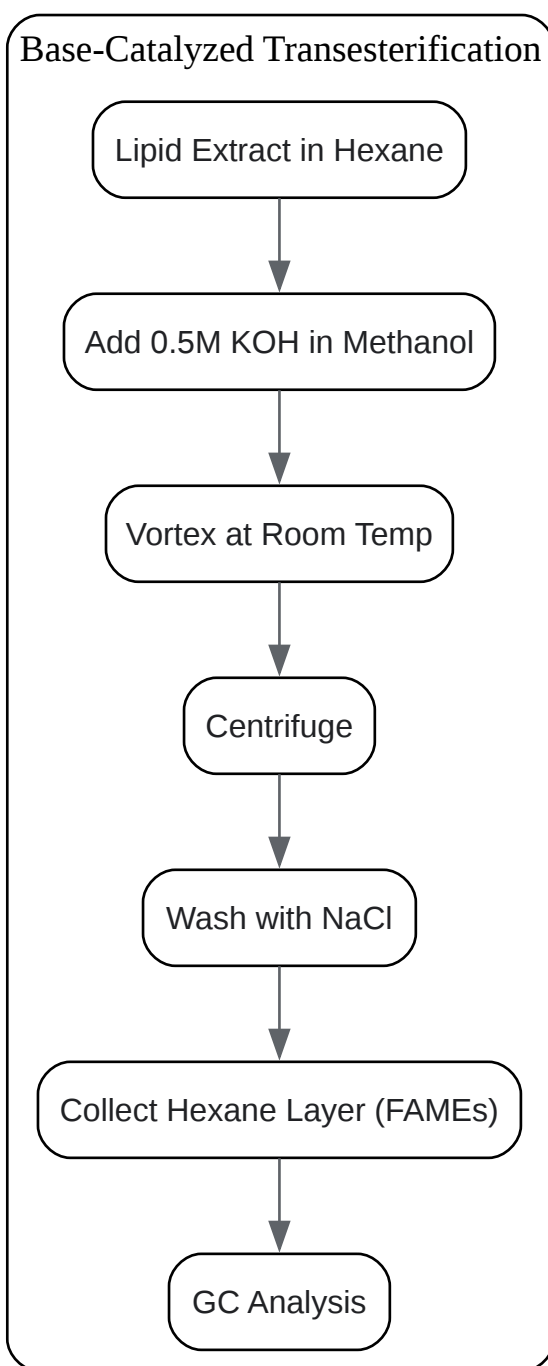 Base-Catalyzed Transesterification
Lipid Extract in Hexane
Add 0.5M KOH in Methanol
Vortex at Room Temp
Centrifuge
Wash with NaCl
Collect Hexane Layer (FAMEs)
GC Analysis